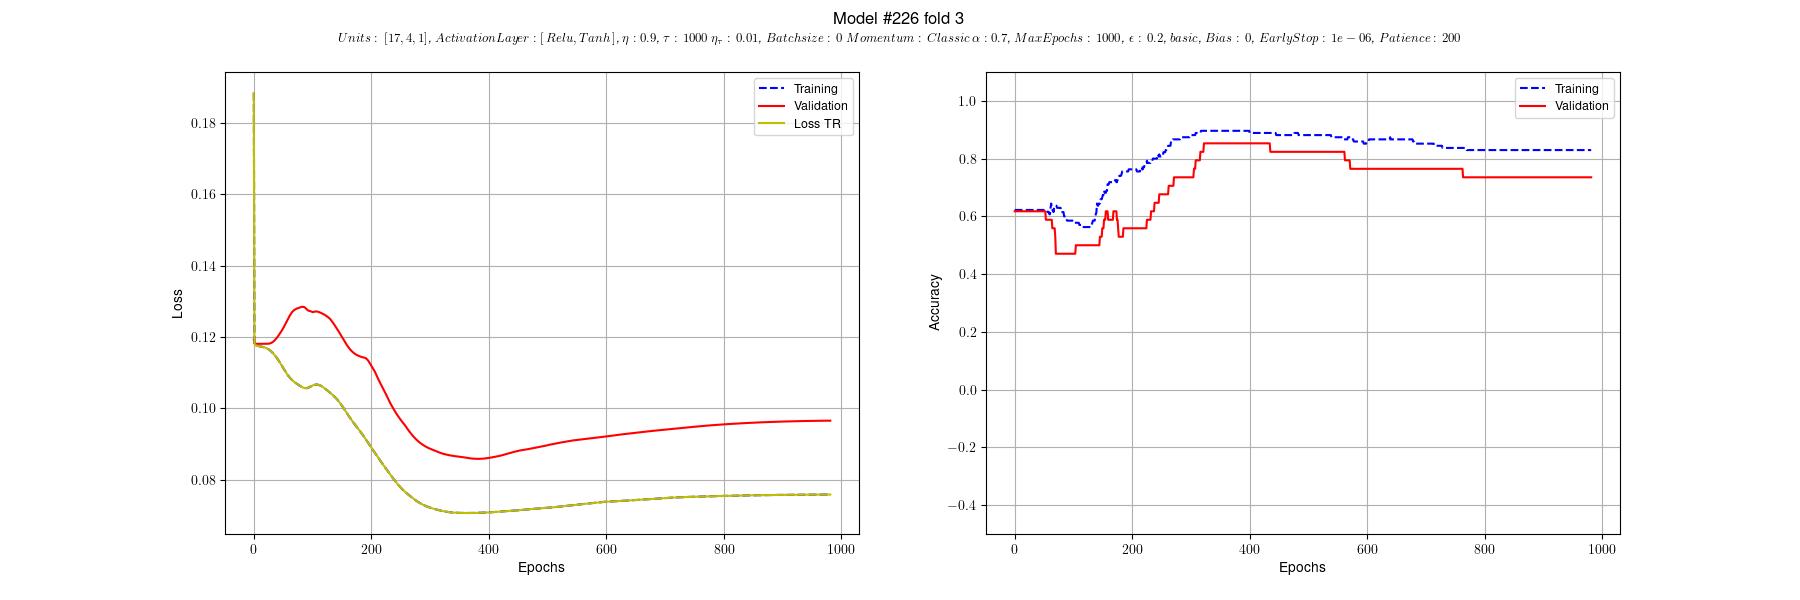 Model #226 fold 3
Units : [17, 4, 1], ActivationLayer : [ Relu, Tanh ], η : 0.9, τ : 1000 ητ : 0.01, Batchsize : 0 Momentum : Classic α : 0.7, MaxEpochs : 1000, ϵ : 0.2, basic, Bias : 0, EarlyStop : 1e − 06, Patience : 200
Training
Validation
Loss TR
0.18
0.16
0.14
0.12
0.10
0.08
Loss
0
200
400
600
800
1000
Epochs
Training
Validation
1.0
0.8
0.6
0.4
0.2
0.0
−0.2
−0.4
Accuracy
0
200
400
600
800
1000
Epochs